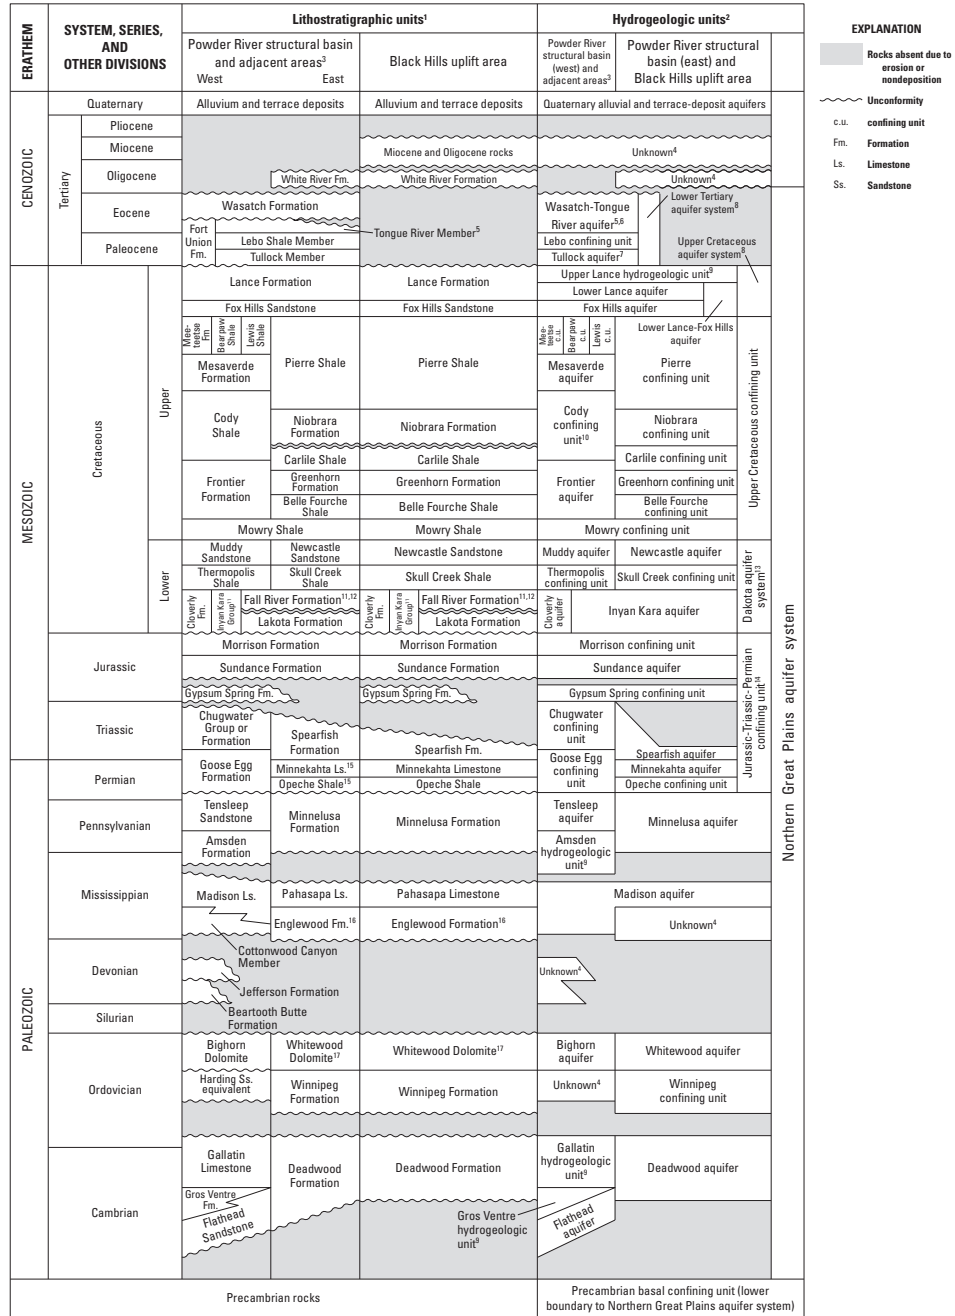 ERATHEM
SYSTEM, SERIES,
AND
OTHER DIVISIONS
Lithostratigraphic units1
Hydrogeologic units2
Powder River structural basin
and adjacent areas3
West
East
Black Hills uplift area
Powder River
structural basin
(west) and
adjacent areas3
Powder River structural
basin (east) and
Black Hills uplift area
EXPLANATION
Rocks absent due to
erosion or
nondeposition
Unconformity
c.u. confining unit
Fm. Formation
Ls. Limestone
Ss. Sandstone
CENOZOIC
Quaternary
Alluvium and terrace deposits
Alluvium and terrace deposits
Quaternary alluvial and terrace-deposit aquifers
Tertiary
Pliocene
Miocene
Miocene and Oligocene rocks
Unknown4
Oligocene
White River Fm.
White River Formation
Unknown4
Eocene
Wasatch Formation
Wasatch-Tongue
River aquifer5,6
Lower Tertiary
aquifer system8
Paleocene
Fort
Union
Fm.
Tongue River Member5
Lebo Shale Member
Tullock Member
Lebo confining unit
Tullock aquifer7
Upper Cretaceous
aquifer system8
MESOZOIC
Cretaceous
Upper
Lance Formation
Lance Formation
Upper Lance hydrogeologic unit9
Lower Lance aquifer
Fox Hills Sandstone
Fox Hills Sandstone
Fox Hills aquifer
Lower Lance-Fox Hills
aquifer
Mee-
teetse
Fm
Bearpaw
Shale
Lewis
Shale
Pierre Shale
Pierre Shale
Mee-
teetse
c.u.
Bearpaw
c.u.
Lewis
c.u.
Pierre
confining unit
Mesaverde
Formation
Mesaverde
aquifer
Cody
Shale
Niobrara
Formation
Niobrara Formation
Cody
confining
unit10
Niobrara
confining unit
Carlile Shale
Carlile Shale
Carlile confining unit
Frontier
Formation
Greenhorn
Formation
Greenhorn Formation
Frontier
aquifer
Greenhorn confining unit
Belle Fourche
Shale
Belle Fourche Shale
Belle Fourche
confining unit
Mowry Shale
Mowry Shale
Mowry confining unit
Upper Cretaceous confining unit
Lower
Muddy
Sandstone
Newcastle
Sandstone
Newcastle Sandstone
Muddy aquifer
Newcastle aquifer
Thermopolis
Shale
Skull Creek
Shale
Skull Creek Shale
Thermopolis
confining unit
Skull Creek confining unit
Cloverly
Fm.
Inyan Kara
Group11
Fall River Formation11,12
Lakota Formation
Cloverly
Fm.
Inyan Kara
Group11
Fall River Formation11,12
Lakota Formation
Cloverly
aquifer
Inyan Kara aquifer
Dakota aquifer
system13
Jurassic
Morrison Formation
Morrison Formation
Morrison confining unit
Sundance Formation
Sundance Formation
Sundance aquifer
Gypsum Spring Fm.
Gypsum Spring Fm.
Gypsum Spring confining unit
Triassic
Chugwater
Group or
Formation
Spearfish
Formation
Spearfish Fm.
Chugwater
confining
unit
Spearfish aquifer
PALEOZOIC
Permian
Goose Egg
Formation
Minnekahta Ls.15
Minnekahta Limestone
Goose Egg
confining
unit
Minnekahta aquifer
Opeche Shale15
Opeche Shale
Opeche confining unit
Jurassic-Triassic-Permian
confining unit14
Northern Great Plains aquifer system
Pennsylvanian
Tensleep
Sandstone
Minnelusa
Formation
Minnelusa Formation
Tensleep
aquifer
Minnelusa aquifer
Amsden
Formation
Amsden
hydrogeologic
unit9
Mississippian
Madison Ls.
Pahasapa Ls.
Pahasapa Limestone
Madison aquifer
Englewood Fm.16
Englewood Formation16
Unknown4
Cottonwood Canyon
Member
Devonian
Jefferson Formation
Unknown4
Beartooth Butte
Formation
Silurian
Ordovician
Bighorn
Dolomite
Whitewood
Dolomite17
Whitewood Dolomite17
Bighorn
aquifer
Whitewood aquifer
Harding Ss.
equivalent
Winnipeg
Formation
Winnipeg Formation
Unknown4
Winnipeg
confining unit
Cambrian
Gallatin
Limestone
Deadwood
Formation
Deadwood Formation
Gallatin
hydrogeologic
unit9
Deadwood aquifer
Gros Ventre
Fm.
Flathead
Sandstone
Gros Ventre
hydrogeologic
unit9
Flathead
aquifer
Precambrian rocks
Precambrian basal confining unit (lower
boundary to Northern Great Plains aquifer system)